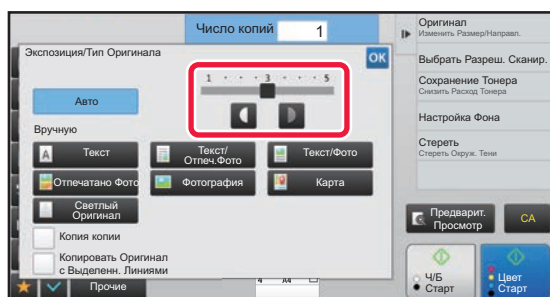 Число копий 1
Экспозиция/Тип Оригинала
OK
1 3 5
Авто
Вручную
A Текст
Текст/
Отпеч.Фото
Текст/Фото
Отпечатано Фото
Фотография
Карта
Светлый
Оригинал
Копия копии
Копировать Оригинал
с Выделенн. Линиями
Прочие
A4
Оригинал
Изменить Размер/Направл.
Выбрать Разреш. Сканир.
Сохранение Тонера
Снизить Расход Тонера
Настройка Фона
Стереть
Стереть Окруж. Тени
Предварит.
Просмотр
CA
Ч/Б
Старт
Цвет
Старт